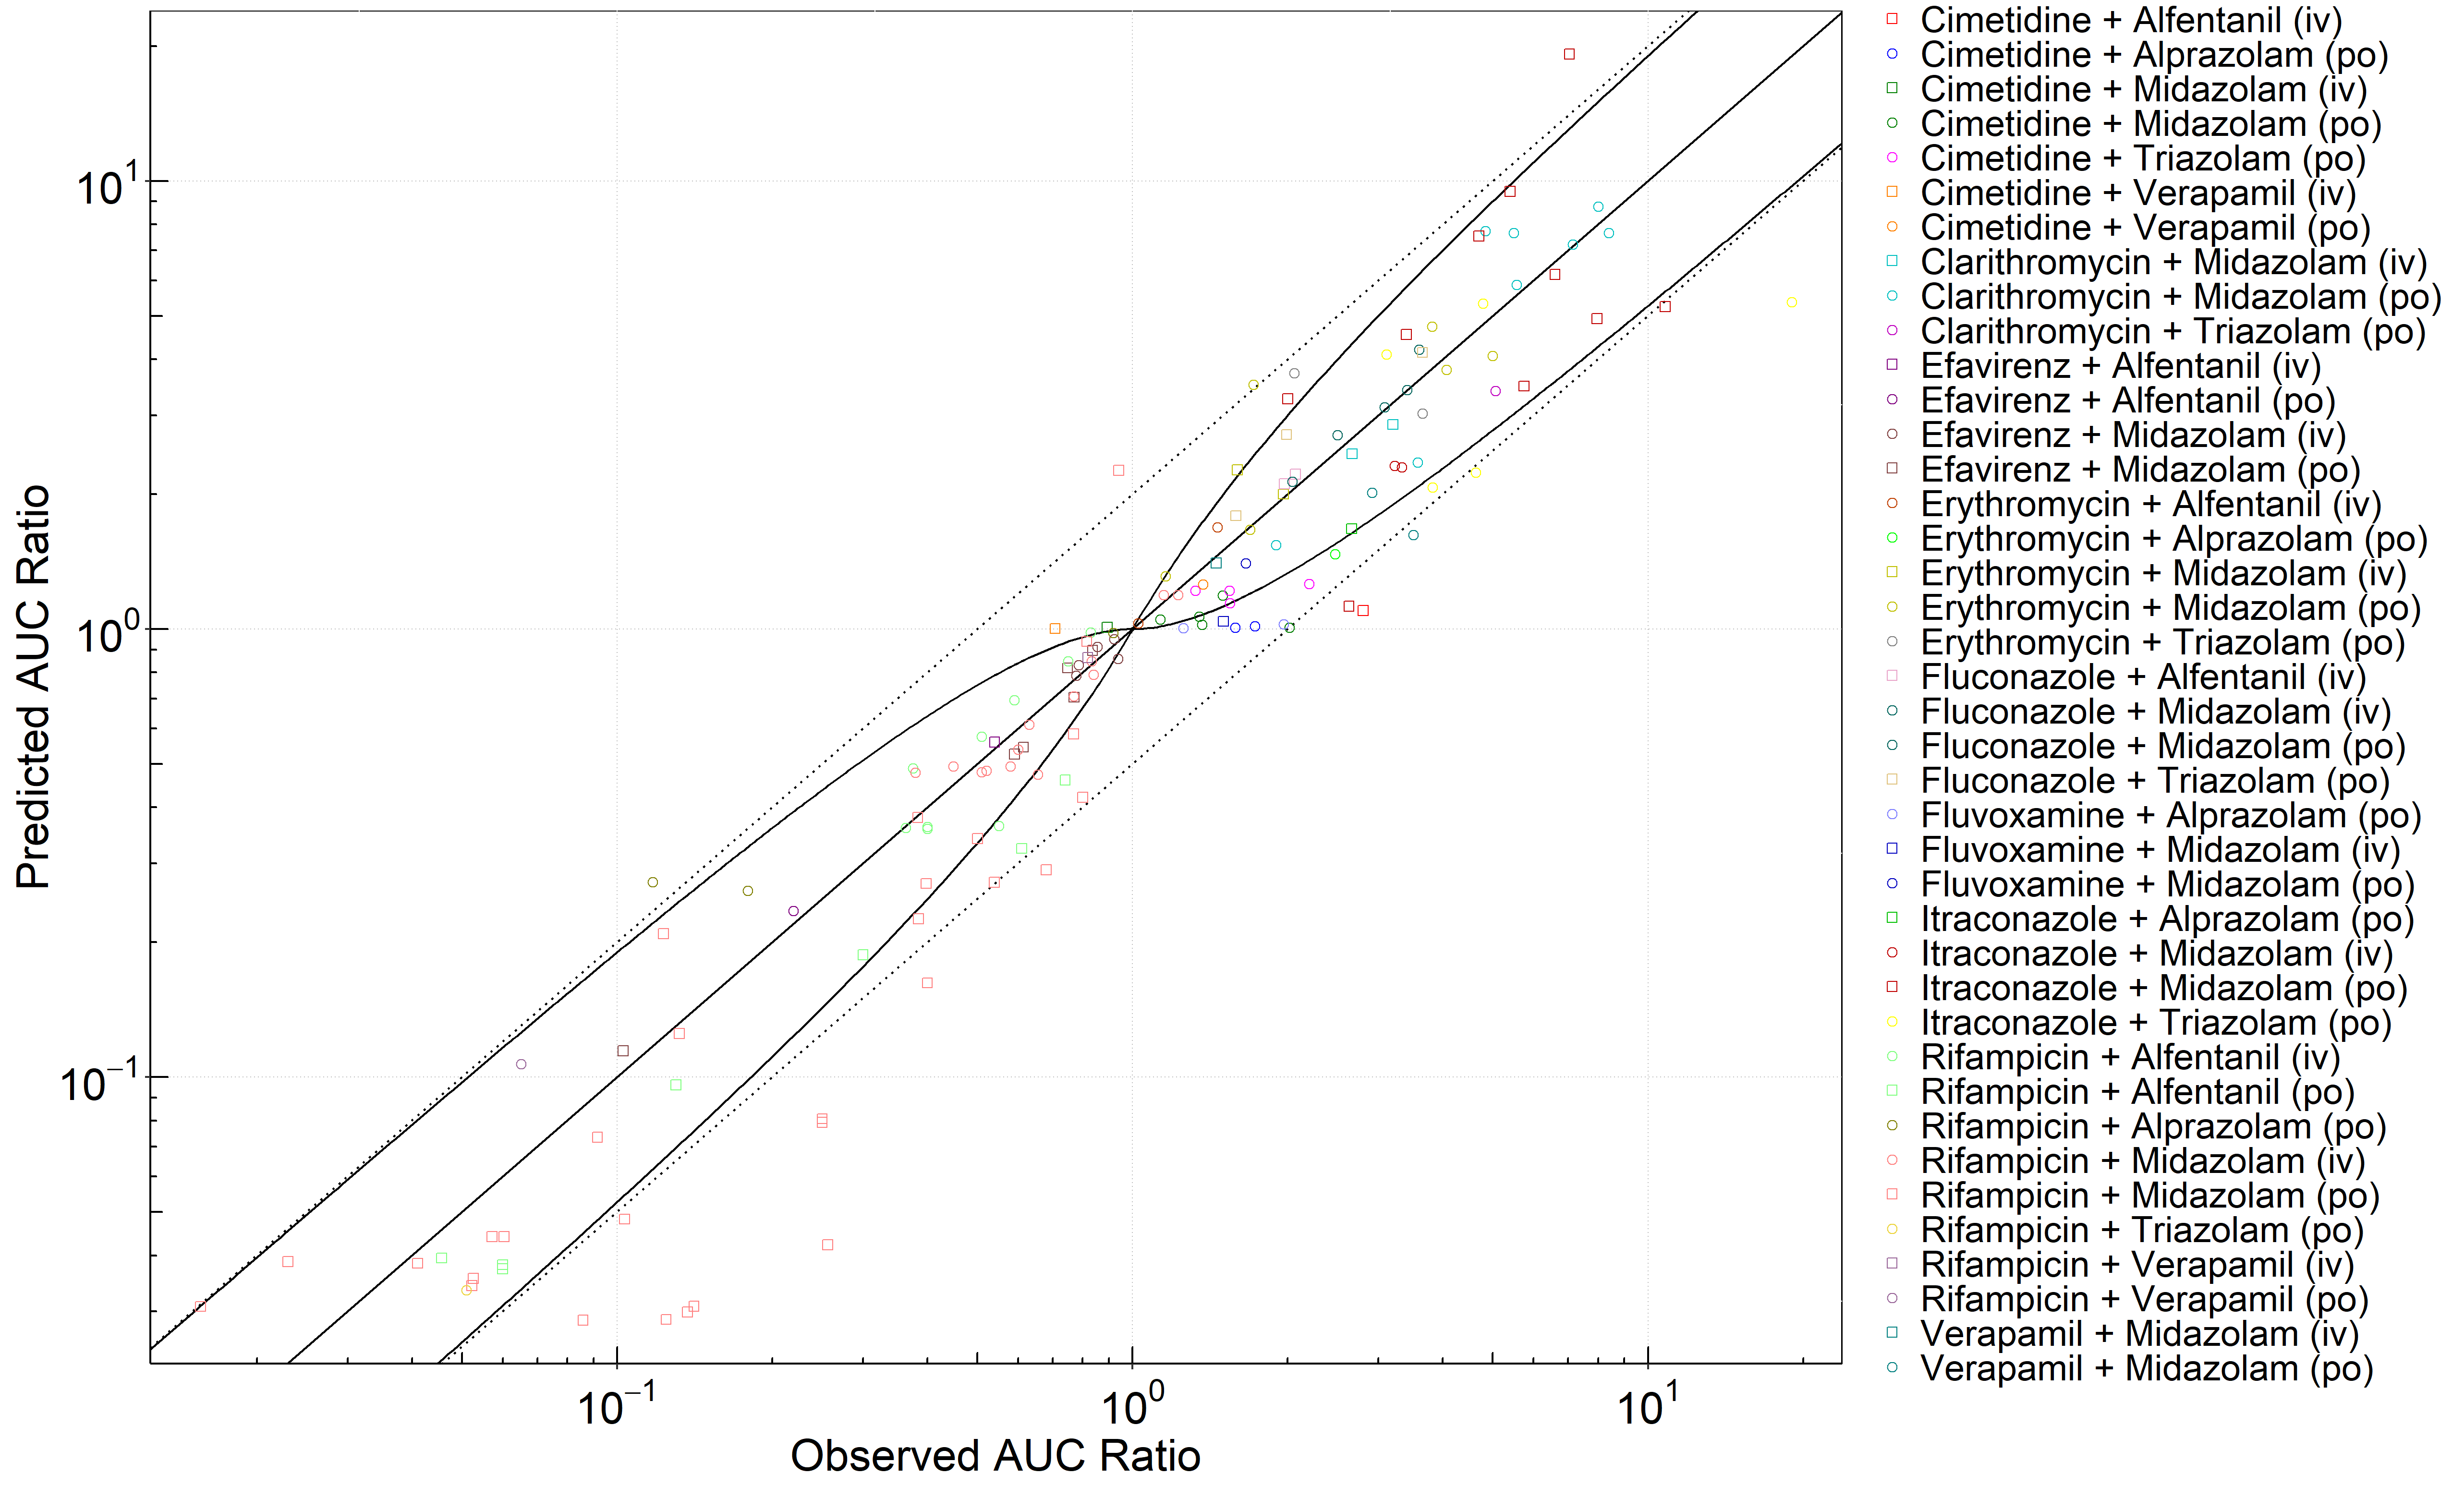 Cimetidine + Alfentanil (iv)
Cimetidine + Alprazolam (po)
Cimetidine + Midazolam (iv)
Cimetidine + Midazolam (po)
Cimetidine + Triazolam (po)
Cimetidine + Verapamil (iv)
Cimetidine + Verapamil (po)
Clarithromycin + Midazolam (iv)
Clarithromycin + Midazolam (po)
Clarithromycin + Triazolam (po)
Efavirenz + Alfentanil (iv)
Efavirenz + Alfentanil (po)
Efavirenz + Midazolam (iv)
Efavirenz + Midazolam (po)
Erythromycin + Alfentanil (iv)
Erythromycin + Alprazolam (po)
Erythromycin + Midazolam (iv)
Erythromycin + Midazolam (po)
Erythromycin + Triazolam (po)
Fluconazole + Alfentanil (iv)
Fluconazole + Midazolam (iv)
Fluconazole + Midazolam (po)
Fluconazole + Triazolam (po)
Fluvoxamine + Alprazolam (po)
Fluvoxamine + Midazolam (iv)
Fluvoxamine + Midazolam (po)
Itraconazole + Alprazolam (po)
Itraconazole + Midazolam (iv)
Itraconazole + Midazolam (po)
Itraconazole + Triazolam (po)
Rifampicin + Alfentanil (iv)
Rifampicin + Alfentanil (po)
Rifampicin + Alprazolam (po)
Rifampicin + Midazolam (iv)
Rifampicin + Midazolam (po)
Rifampicin + Triazolam (po)
Rifampicin + Verapamil (iv)
Rifampicin + Verapamil (po)
Verapamil + Midazolam (iv)
Verapamil + Midazolam (po)
Predicted AUC Ratio
10¹
10⁰
10⁻¹
10⁻¹
10⁰
10¹
Observed AUC Ratio